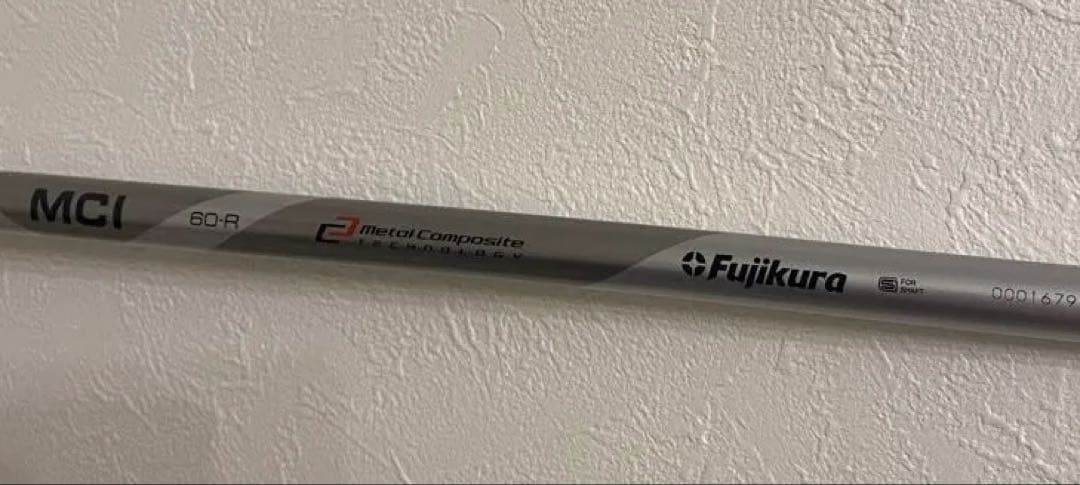 MCI
60-R
Metal Composite
TECHNOLOGY
Fujikura
S FOR
SHAFT
0001679